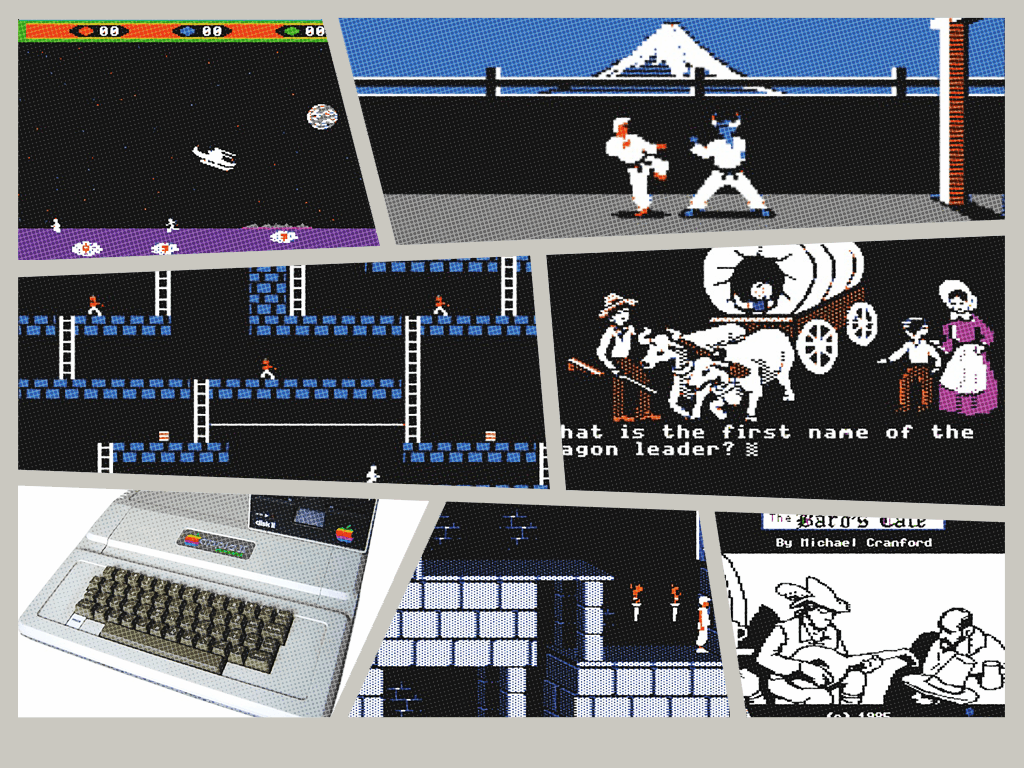 00 00 00
hat is the first name of the
agon leader?
disk ][
The Bard's Tale
By Michael Cranford
(c) 1985